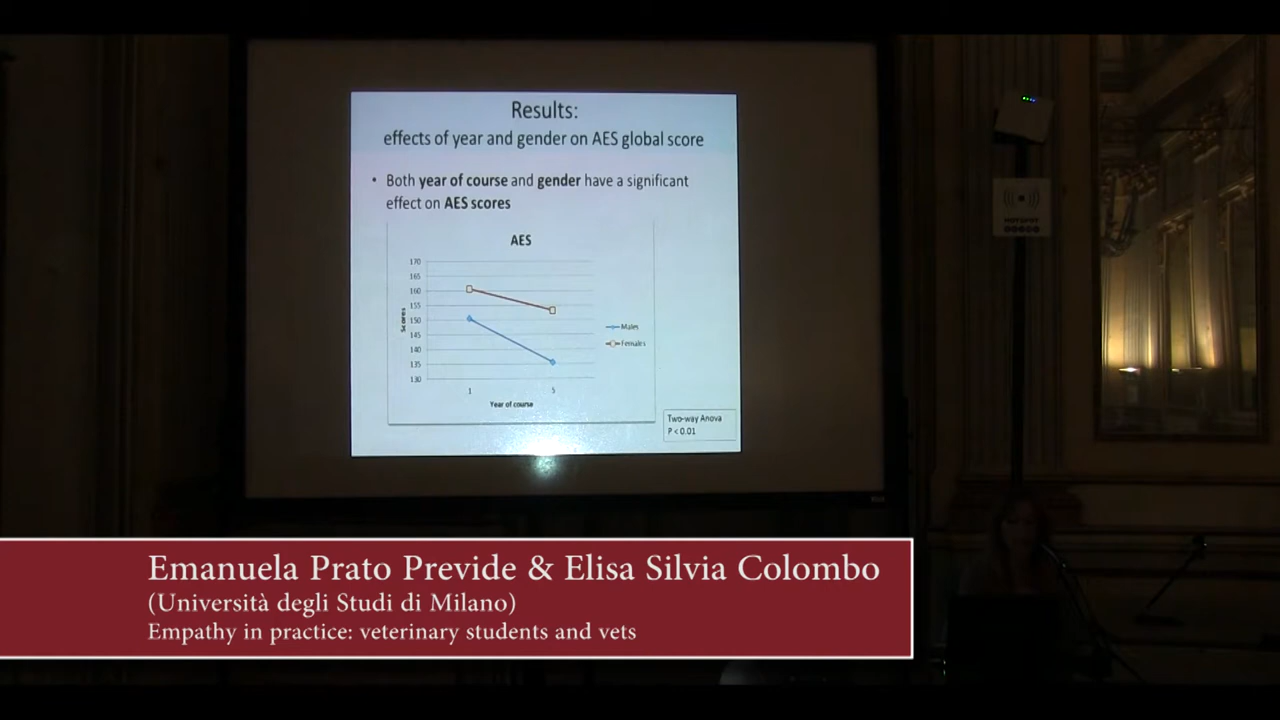 Results:
effects of year and gender on AES global score
• Both year of course and gender have a significant
effect on AES scores
AES
170
165
160
155
150
145
140
135
130
Scores
1
5
Year of course
Males
Females
Two-way Anova
P < 0.01
HOTSPOT
Emanuela Prato Previde & Elisa Silvia Colombo
(Università degli Studi di Milano)
Empathy in practice: veterinary students and vets